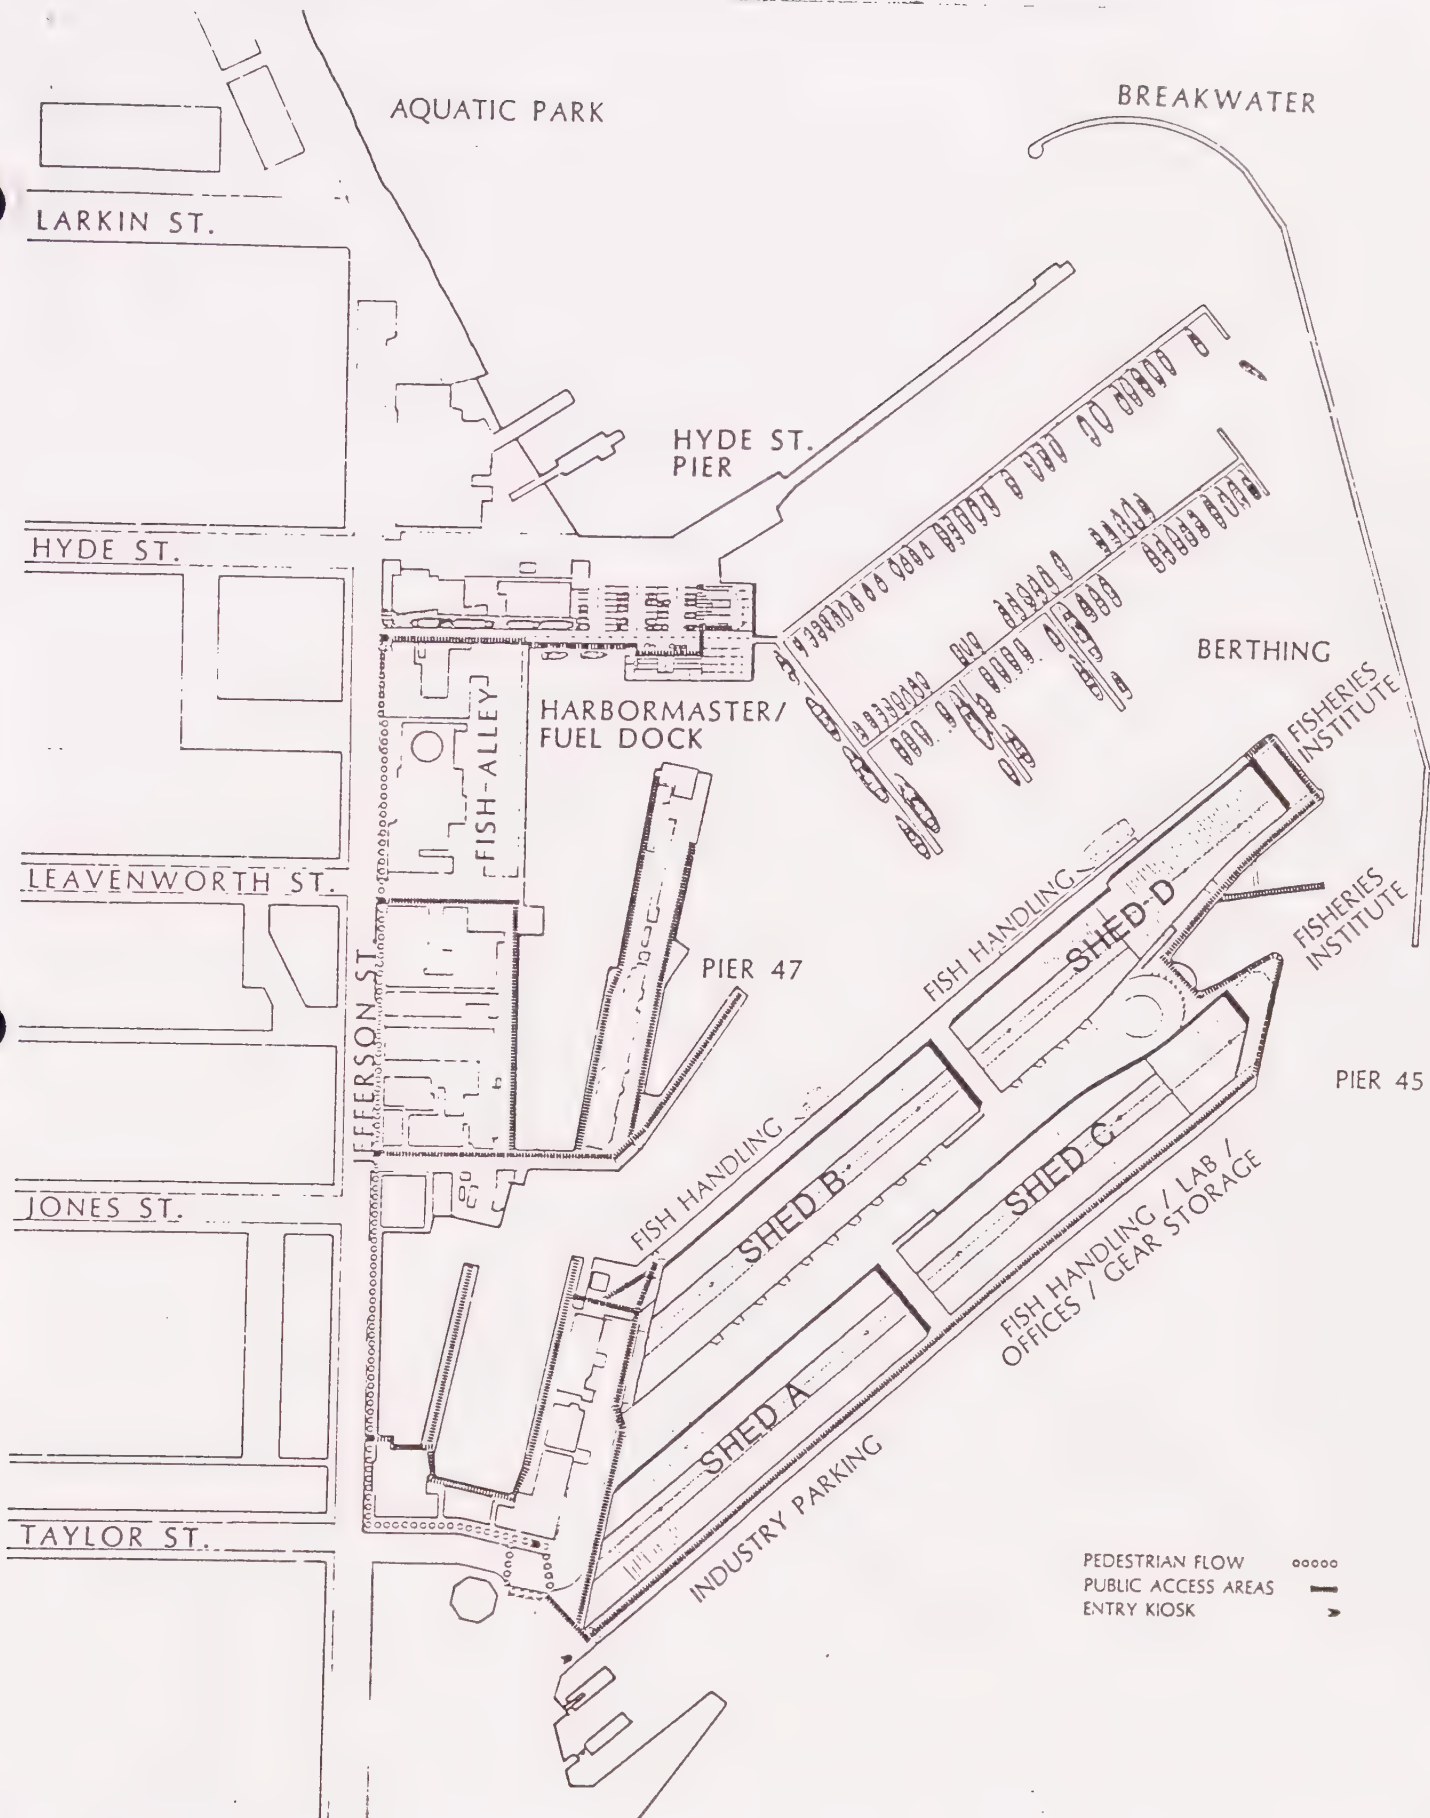 AQUATIC PARK
BREAKWATER
LARKIN ST.
HYDE ST.
PIER
HYDE ST.
BERTHING
FISHERIES
INSTITUTE
HARBORMASTER/
FUEL DOCK
FISH-ALLEY
LEAVENWORTH ST.
FISH HANDLING
SHED D
FISHERIES
INSTITUTE
JEFFERSON ST.
PIER 47
PIER 45
FISH HANDLING
SHED B
SHED C
FISH HANDLING / LAB /
OFFICES / GEAR STORAGE
JONES ST.
SHED A
INDUSTRY PARKING
TAYLOR ST.
PEDESTRIAN FLOW
PUBLIC ACCESS AREAS
ENTRY KIOSK